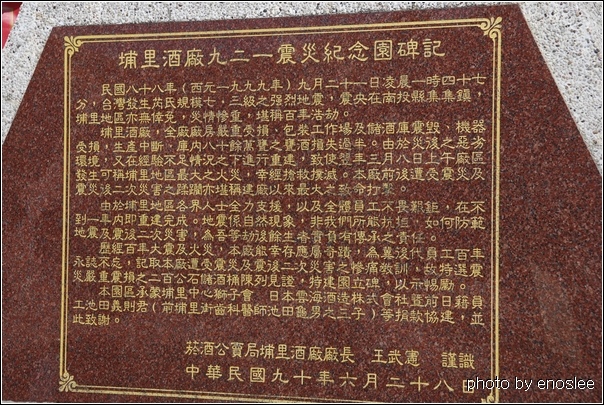 埔里酒廠九二一震災紀念園碑記
民國八十八年（西元一九九九年）九月二十一日凌晨一時四十七
分，台灣發生芮氏規模七．三級之強烈地震，震央在南投縣集集鎮，
埔里地區亦無倖免，災情慘重，堪稱百年浩劫。
埔里酒廠，全廠廠房嚴重受損、包裝工作場及儲酒庫震毀、機器
受損，生產中斷、庫內八十餘萬甕之甕酒損失過半。由於災後之惡劣
環境，又在經驗不足情況之下進行重建，致使翌年三月八日上午廠區
發生可稱埔里地區最大之火災，幸經搶救撲滅。本廠前後遭受震災及
震災後二次災害之蹂躪亦堪稱建廠以來最大之致命打擊。
由於埔里地區各界人士全力支援，以及全體員工不畏艱鉅，在不
到一年內即重建完成。地震係自然現象，非我們所能抗拒，如何防範
地震及震後二次災害，為吾等劫後餘生者責負有傳承之責任。
歷經百年大震及火災，本廠能幸存應屬奇蹟，為冀後代員工百年
永誌不忘，記取本廠遭受震災及震後二次災害之慘痛教訓，故特選震
災嚴重震損之二百公石儲酒桶陳列見證，特建園立碑，以示惕勵。
本園區承蒙埔里中心獅子會、日本雲海酒造株式會社暨前日籍員
工池田義則君（前埔里街齒科醫師池田龜男之三子）等捐款協建，並
此致謝。
菸酒公賣局埔里酒廠廠長　王武憲　謹識
中華民國九十年六月二十八日
photo by enoslee